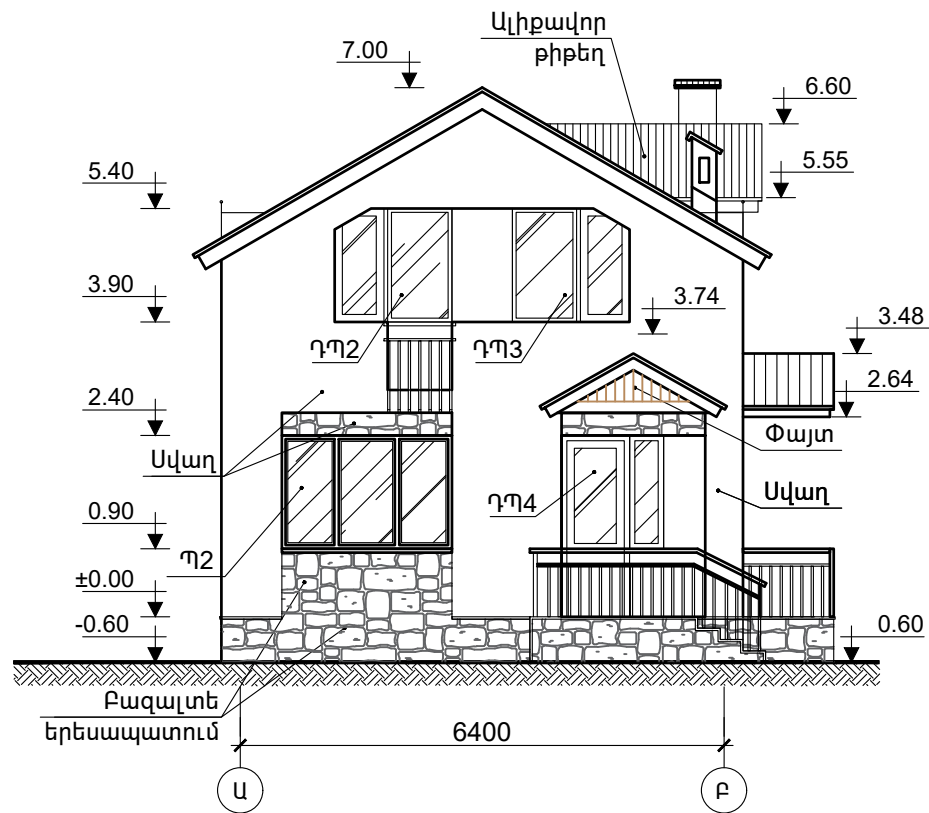 Ալիքավոր
թիթեղ
7.00
6.60
5.55
5.40
3.90
3.74
3.48
ԴՊ2
ԴՊ3
2.64
2.40
Փայտ
Սվաղ
ԴՊ4
Սվաղ
0.90
Պ2
±0.00
-0.60
0.60
Բազալտե
երեսապատում
6400
Ա
Բ